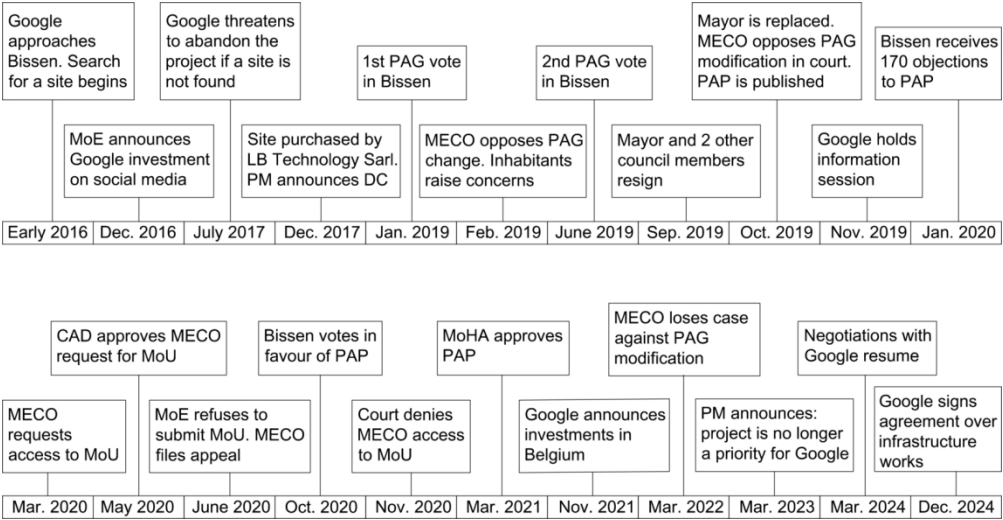 Google
approaches
Bissen. Search
for a site begins
Google threatens
to abandon the
project if a site is
not found
1st PAG vote
in Bissen
2nd PAG vote
in Bissen
Mayor is replaced.
MECO opposes PAG
modification in court.
PAP is published
Bissen receives
170 objections
to PAP
MoE announces
Google investment
on social media
Site purchased by
LB Technology Sarl.
PM announces DC
MECO opposes PAG
change. Inhabitants
raise concerns
Mayor and 2 other
council members
resign
Google holds
information
session
Early 2016
Dec. 2016
July 2017
Dec. 2017
Jan. 2019
Feb. 2019
June 2019
Sep. 2019
Oct. 2019
Nov. 2019
Jan. 2020
CAD approves MECO
request for MoU
Bissen votes in
favour of PAP
MoHA approves
PAP
MECO loses case
against PAG
modification
Negotiations with
Google resume
MECO
requests
access to MoU
MoE refuses to
submit MoU. MECO
files appeal
Court denies
MECO access
to MoU
Google announces
investments in
Belgium
PM announces:
project is no longer
a priority for Google
Google signs
agreement over
infrastructure
works
Mar. 2020
May 2020
June 2020
Oct. 2020
Nov. 2020
Mar. 2021
Nov. 2021
Mar. 2022
Mar. 2023
Mar. 2024
Dec. 2024